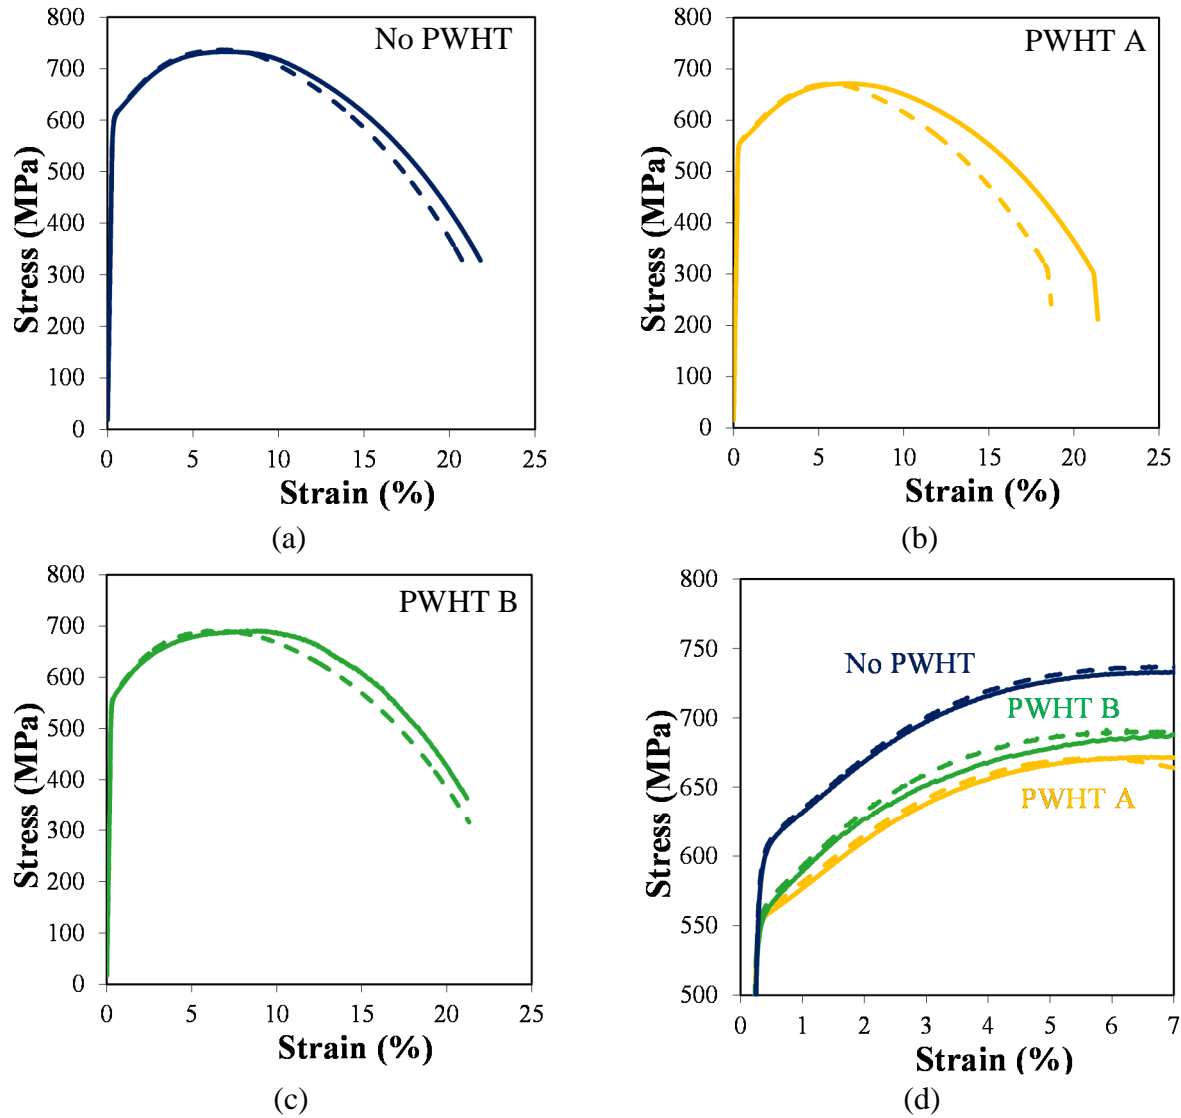 No PWHT
800
700
600
500
400
300
200
100
0
Stress (MPa)
0 5 10 15 20 25
Strain (%)
(a)
PWHT A
800
700
600
500
400
300
200
100
0
Stress (MPa)
0 5 10 15 20 25
Strain (%)
(b)
PWHT B
800
700
600
500
400
300
200
100
0
Stress (MPa)
0 5 10 15 20 25
Strain (%)
(c)
800
750
700
650
600
550
500
Stress (MPa)
No PWHT
PWHT B
PWHT A
0 1 2 3 4 5 6 7
Strain (%)
(d)